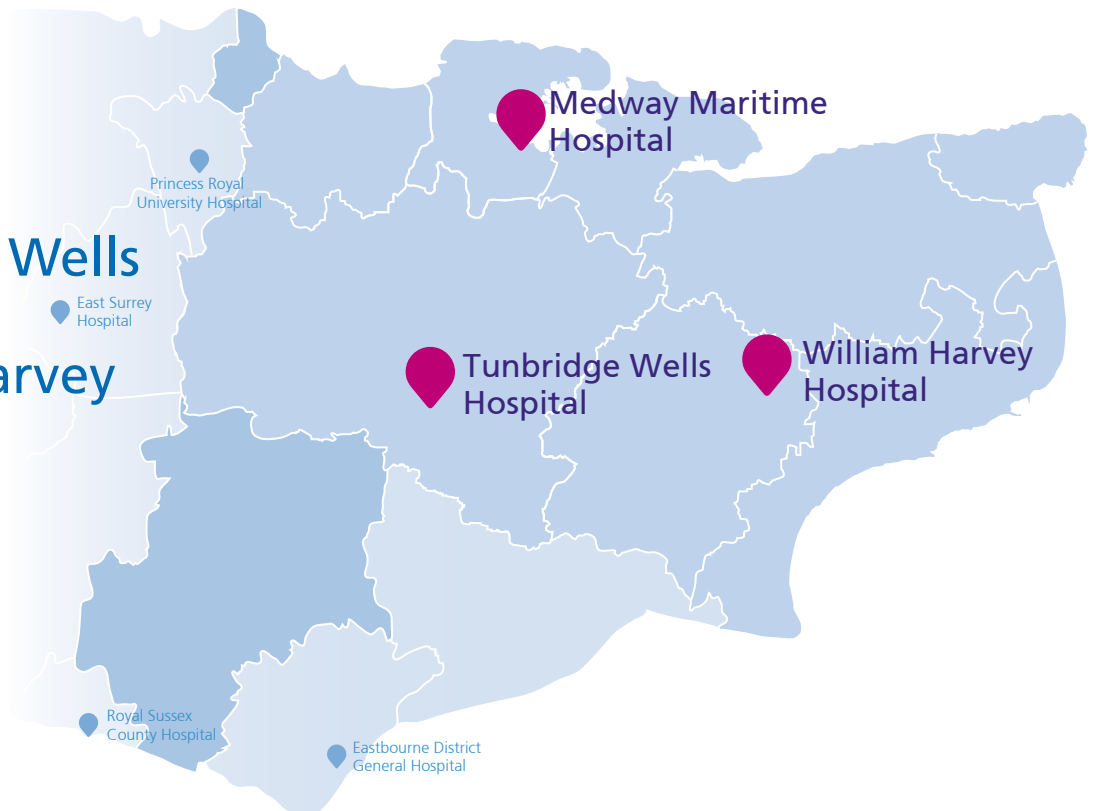 Medway Maritime
Hospital
Princess Royal
University Hospital
Wells
East Surrey
Hospital
arvey
Tunbridge Wells
Hospital
William Harvey
Hospital
Royal Sussex
County Hospital
Eastbourne District
General Hospital